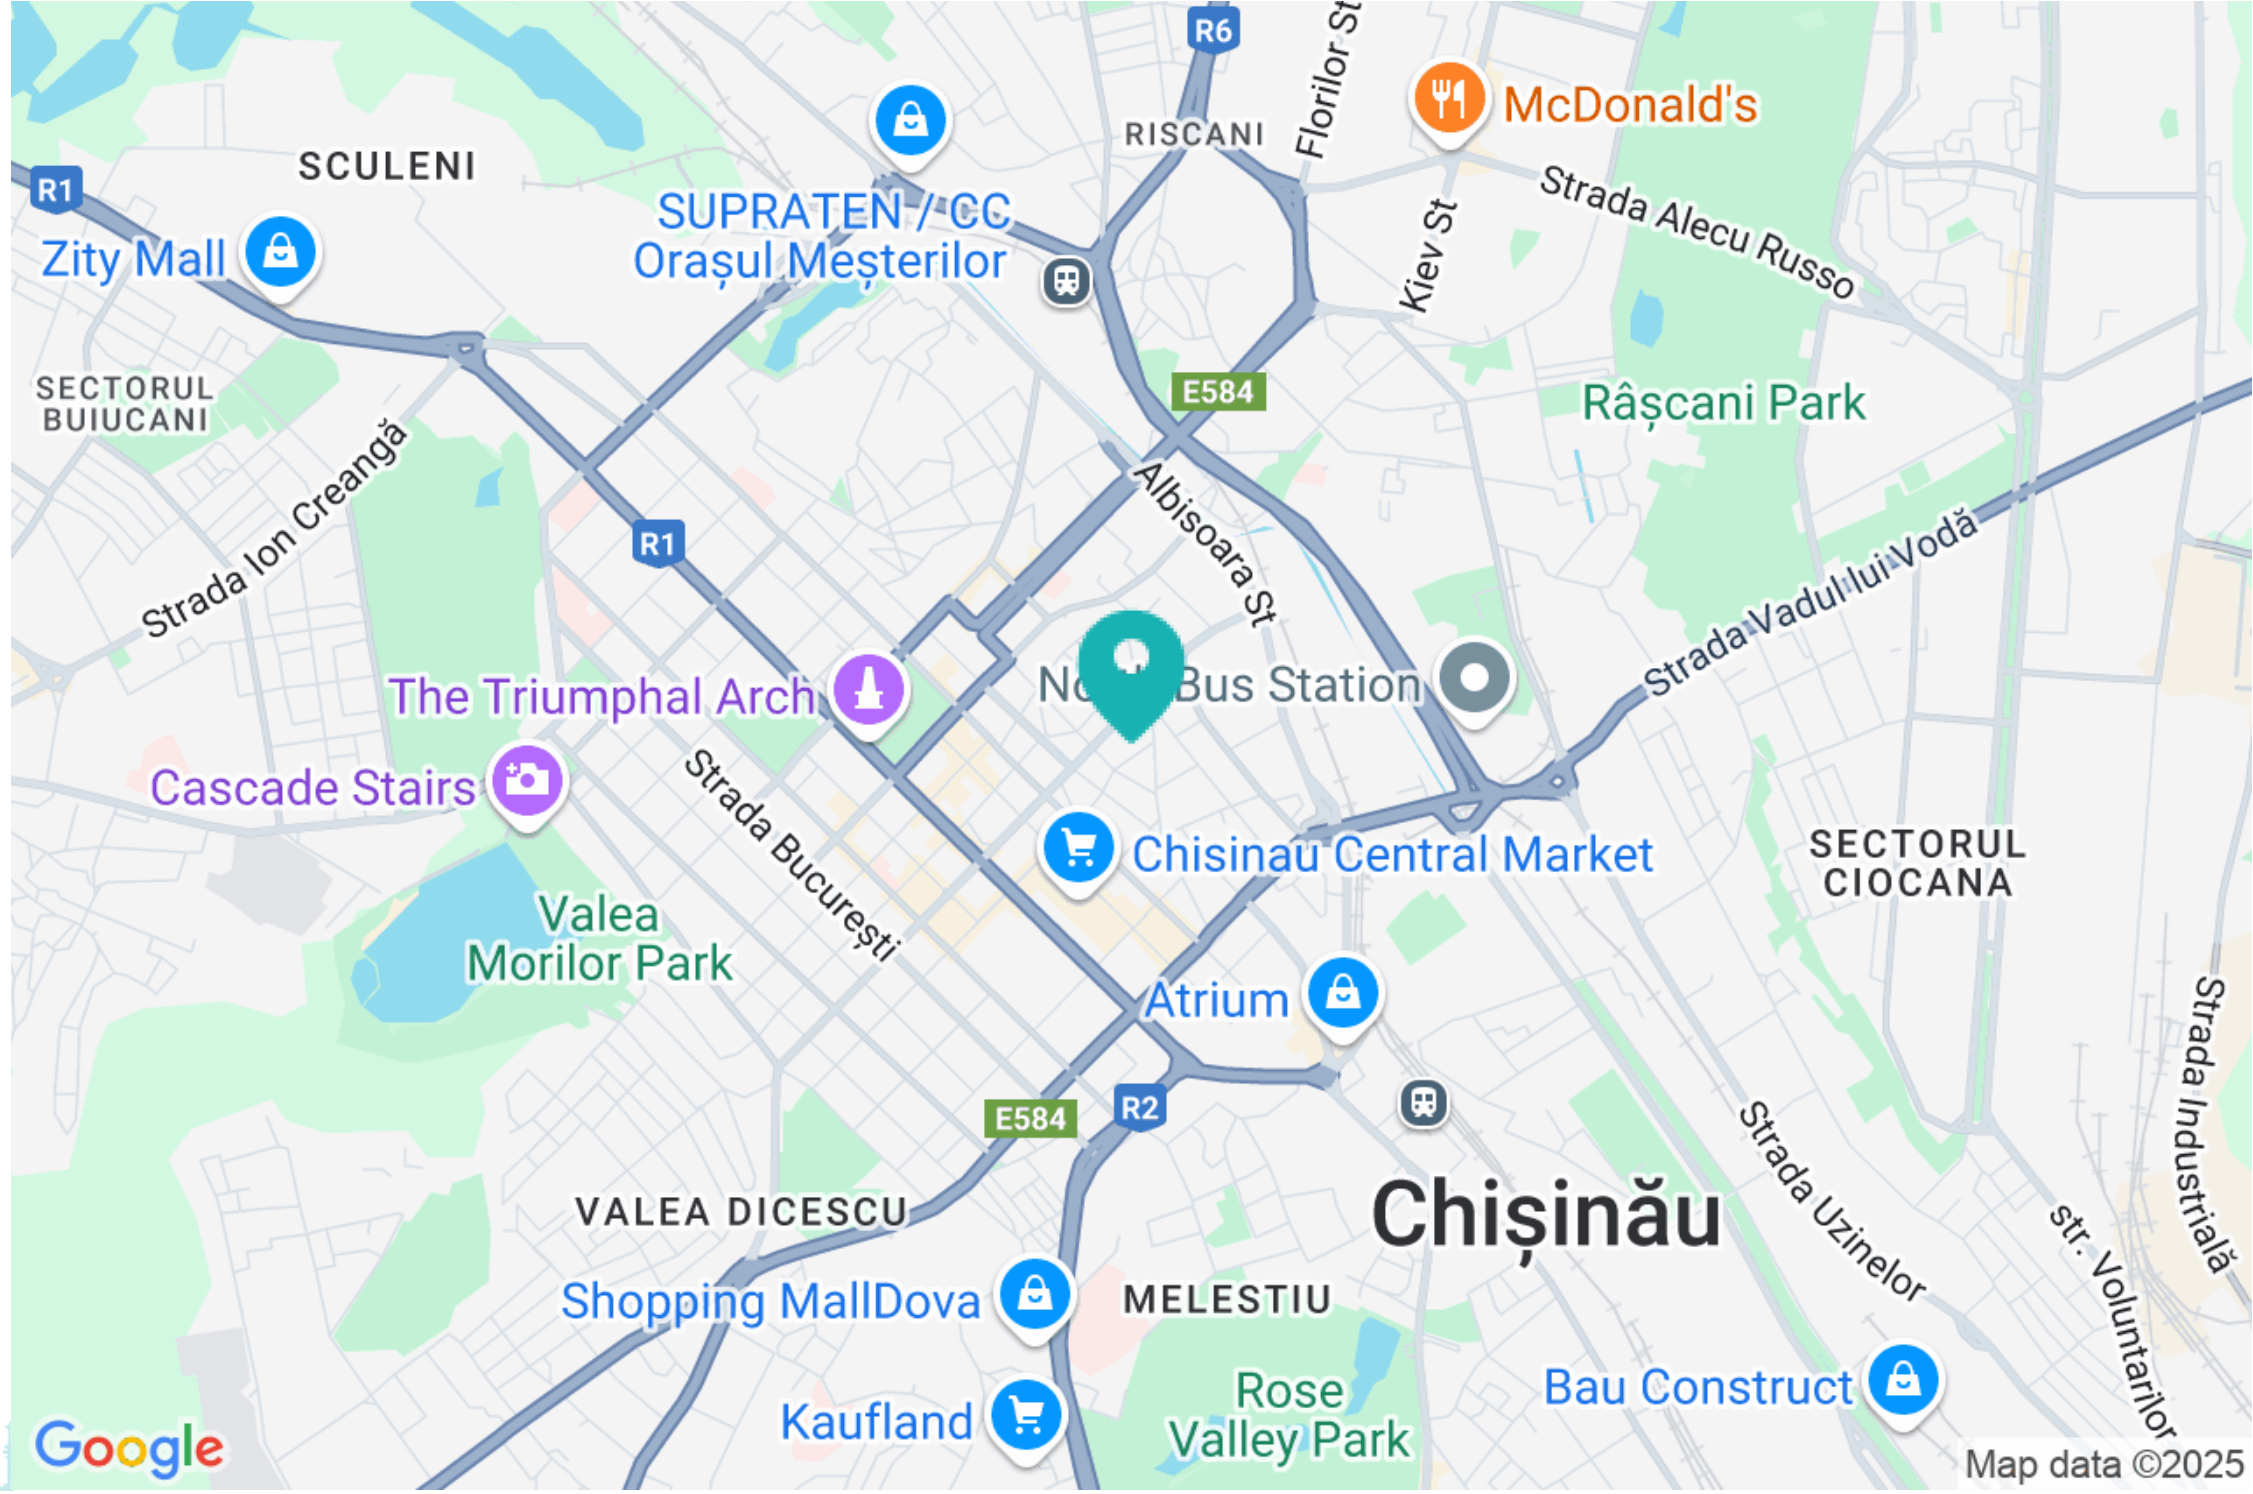 R6
Florilor St
McDonald's
RISCANI
SCULENI
R1
Strada Alecu Russo
SUPRATEN / CC
Orașul Meșterilor
Zity Mall
Kiev St
SECTORUL
BUIUCANI
E584
Râșcani Park
Strada Ion Creangă
Albisoara St
R1
Strada Vadul lui Vodă
Bus Station
The Triumphal Arch
Cascade Stairs
Strada București
Chisinau Central Market
SECTORUL
CIOCANA
Valea
Morilor Park
Atrium
Strada Industrială
R2
E584
Strada Uzinelor
VALEA DICESCU
Chișinău
str. Voluntarilor
Shopping MallDova
MELESTIU
Bau Construct
Rose
Valley Park
Kaufland
Google
Map data ©2025